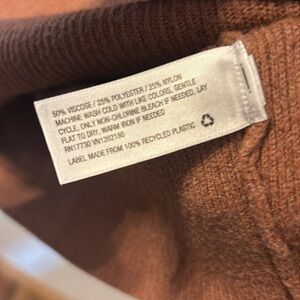 50% VISCOSE / 25% POLYESTER / 25% NYLON
MACHINE WASH COLD WITH LIKE COLORS, GENTLE
CYCLE, ONLY NON-CHLORINE BLEACH IF NEEDED, LAY
FLAT TO DRY, WARM IRON IF NEEDED
RN17730 VN1282180
LABEL MADE FROM 100% RECYCLED PLASTIC